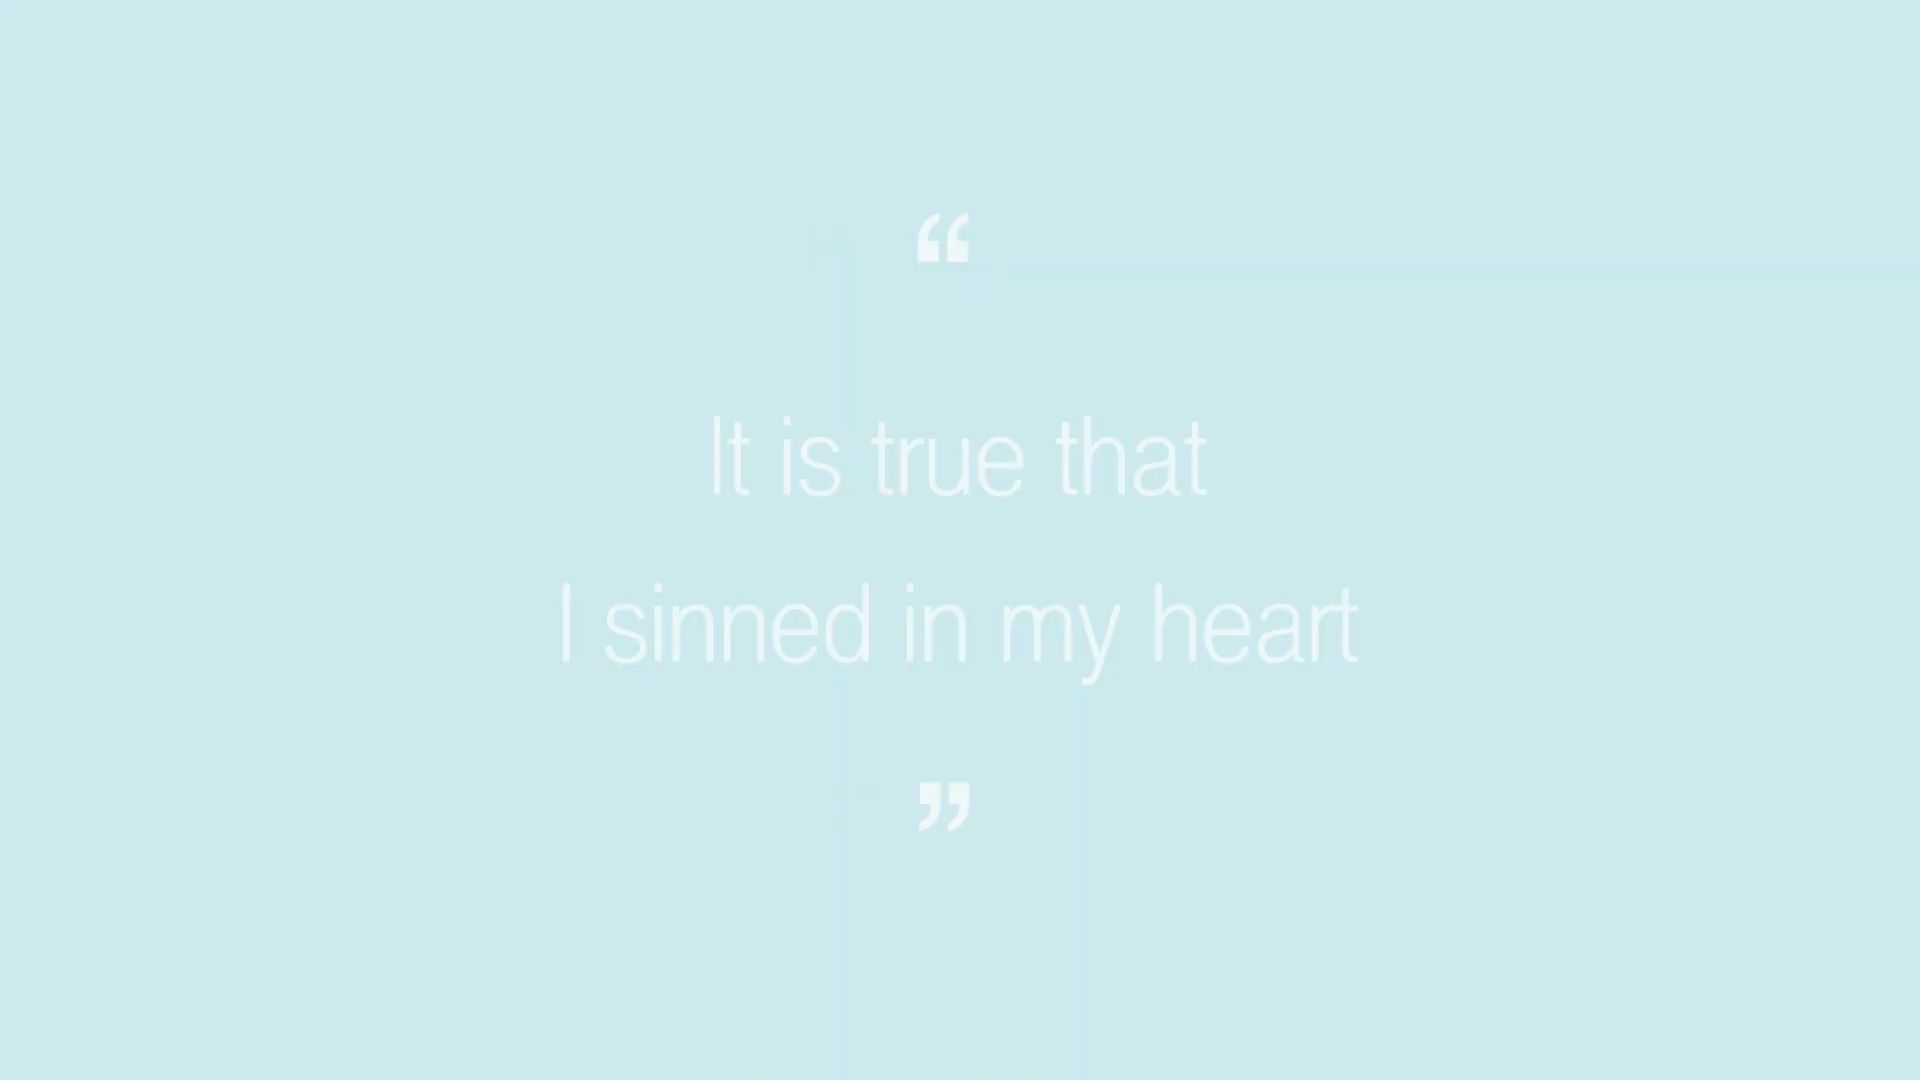 “
It is true that
I sinned in my heart
”